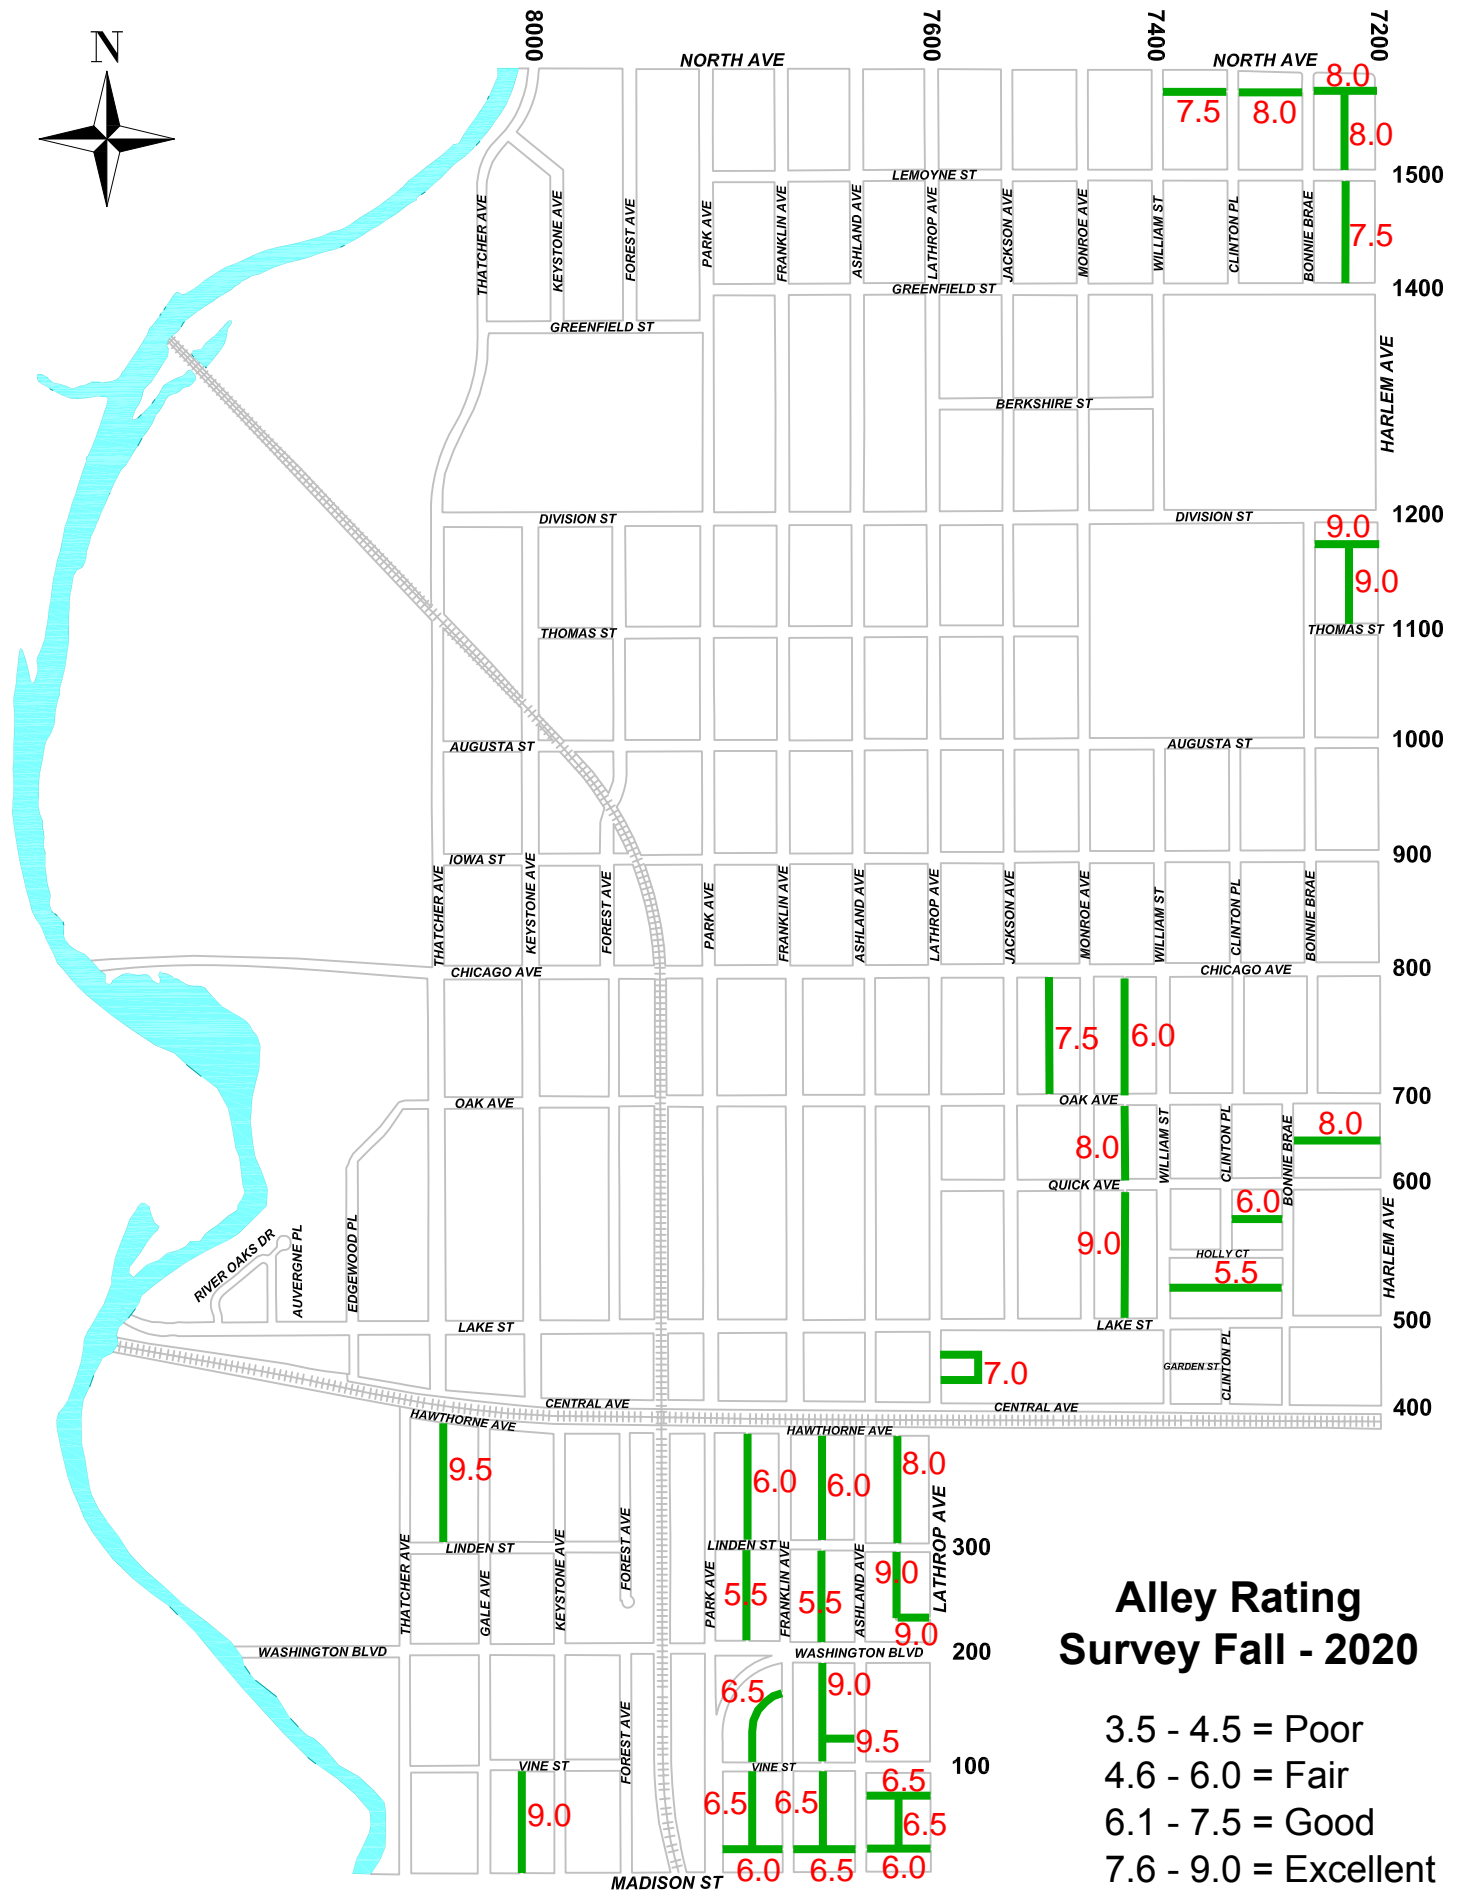 8000
7600
7400
7200
N
NORTH AVE
NORTH AVE
8.0
7.5
8.0
8.0
LEMOYNE ST
1500
THATCHER AVE
KEYSTONE AVE
FOREST AVE
PARK AVE
FRANKLIN AVE
ASHLAND AVE
LATHROP AVE
JACKSON AVE
MONROE AVE
WILLIAM ST
CLINTON PL
BONNIE BRAE
7.5
GREENFIELD ST
1400
GREENFIELD ST
HARLEM AVE
BERKSHIRE ST
DIVISION ST
DIVISION ST
1200
9.0
9.0
THOMAS ST
THOMAS ST
1100
AUGUSTA ST
AUGUSTA ST
1000
IOWA ST
900
THATCHER AVE
KEYSTONE AVE
FOREST AVE
PARK AVE
FRANKLIN AVE
ASHLAND AVE
LATHROP AVE
JACKSON AVE
MONROE AVE
WILLIAM ST
CLINTON PL
BONNIE BRAE
CHICAGO AVE
CHICAGO AVE
800
7.5
6.0
OAK AVE
OAK AVE
700
8.0
WILLIAM ST
CLINTON PL
BONNIE BRAE
8.0
QUICK AVE
600
6.0
9.0
RIVER OAKS DR
AUVERGNE PL
EDGEWOOD PL
HOLLY CT
5.5
HARLEM AVE
LAKE ST
LAKE ST
500
7.0
GARDEN ST
CLINTON PL
CENTRAL AVE
CENTRAL AVE
400
HAWTHORNE AVE
HAWTHORNE AVE
9.5
6.0
6.0
8.0
LINDEN ST
LINDEN ST
300
THATCHER AVE
GALE AVE
KEYSTONE AVE
FOREST AVE
PARK AVE
FRANKLIN AVE
ASHLAND AVE
LATHROP AVE
5.5
5.5
9.0
9.0
WASHINGTON BLVD
WASHINGTON BLVD
200
6.5
9.0
9.5
FOREST AVE
VINE ST
VINE ST
100
9.0
6.5
6.5
6.5
6.5
6.0
6.5
6.0
MADISON ST
Alley Rating
Survey Fall - 2020
3.5 - 4.5 = Poor
4.6 - 6.0 = Fair
6.1 - 7.5 = Good
7.6 - 9.0 = Excellent